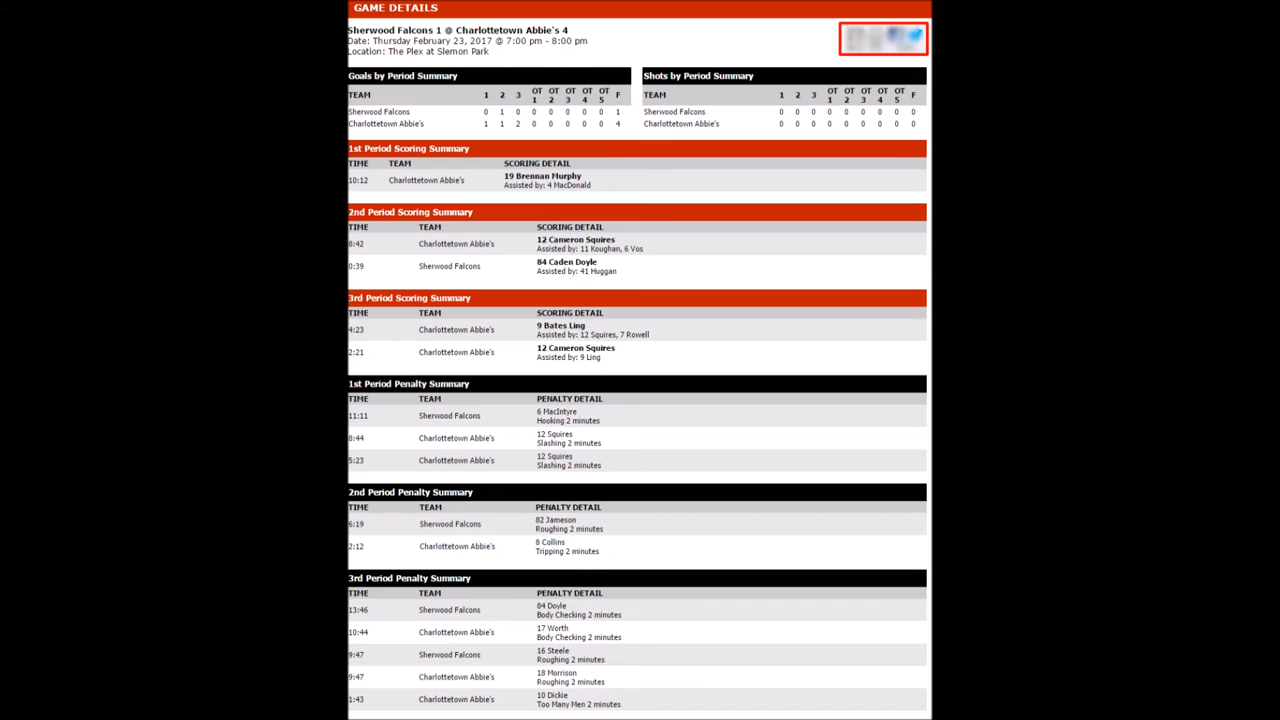 GAME DETAILS
Sherwood Falcons 1 @ Charlottetown Abbie's 4
Date: Thursday February 23, 2017 @ 7:00 pm - 8:00 pm
Location: The Plex at Slemon Park
Goals by Period Summary
TEAM 1 2 3 OT 1 OT 2 OT 3 OT 4 OT 5 F
Sherwood Falcons 0 1 0 0 0 0 0 0 1
Charlottetown Abbie's 1 1 2 0 0 0 0 0 4
Shots by Period Summary
TEAM 1 2 3 OT 1 OT 2 OT 3 OT 4 OT 5 F
Sherwood Falcons 0 0 0 0 0 0 0 0 0
Charlottetown Abbie's 0 0 0 0 0 0 0 0 0
1st Period Scoring Summary
TIME TEAM SCORING DETAIL
10:12 Charlottetown Abbie's 19 Brennan Murphy
Assisted by: 4 MacDonald
2nd Period Scoring Summary
TIME TEAM SCORING DETAIL
8:42 Charlottetown Abbie's 12 Cameron Squires
Assisted by: 11 Koughan, 6 Vos
0:39 Sherwood Falcons 84 Caden Doyle
Assisted by: 41 Huggan
3rd Period Scoring Summary
TIME TEAM SCORING DETAIL
4:23 Charlottetown Abbie's 9 Bates Ling
Assisted by: 12 Squires, 7 Rowell
2:21 Charlottetown Abbie's 12 Cameron Squires
Assisted by: 9 Ling
1st Period Penalty Summary
TIME TEAM PENALTY DETAIL
11:11 Sherwood Falcons 6 MacIntyre
Hooking 2 minutes
8:44 Charlottetown Abbie's 12 Squires
Slashing 2 minutes
5:23 Charlottetown Abbie's 12 Squires
Slashing 2 minutes
2nd Period Penalty Summary
TIME TEAM PENALTY DETAIL
6:19 Sherwood Falcons 82 Jameson
Roughing 2 minutes
2:12 Charlottetown Abbie's 8 Collins
Tripping 2 minutes
3rd Period Penalty Summary
TIME TEAM PENALTY DETAIL
13:46 Sherwood Falcons 84 Doyle
Body Checking 2 minutes
10:44 Charlottetown Abbie's 17 Worth
Body Checking 2 minutes
9:47 Sherwood Falcons 16 Steele
Roughing 2 minutes
9:47 Charlottetown Abbie's 18 Morrison
Roughing 2 minutes
1:43 Charlottetown Abbie's 10 Dickie
Too Many Men 2 minutes